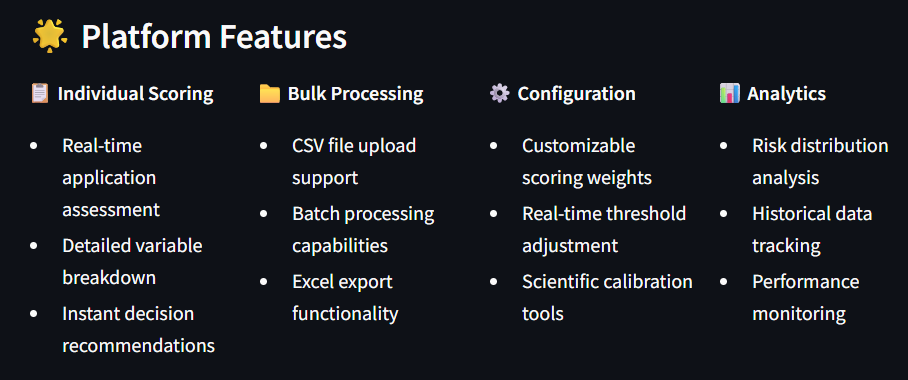 Platform Features
Individual Scoring
Real-time
application
assessment
Detailed variable
breakdown
Instant decision
recommendations
Bulk Processing
CSV file upload
support
Batch processing
capabilities
Excel export
functionality
Configuration
Customizable
scoring weights
Real-time threshold
adjustment
Scientific calibration
tools
Analytics
Risk distribution
analysis
Historical data
tracking
Performance
monitoring